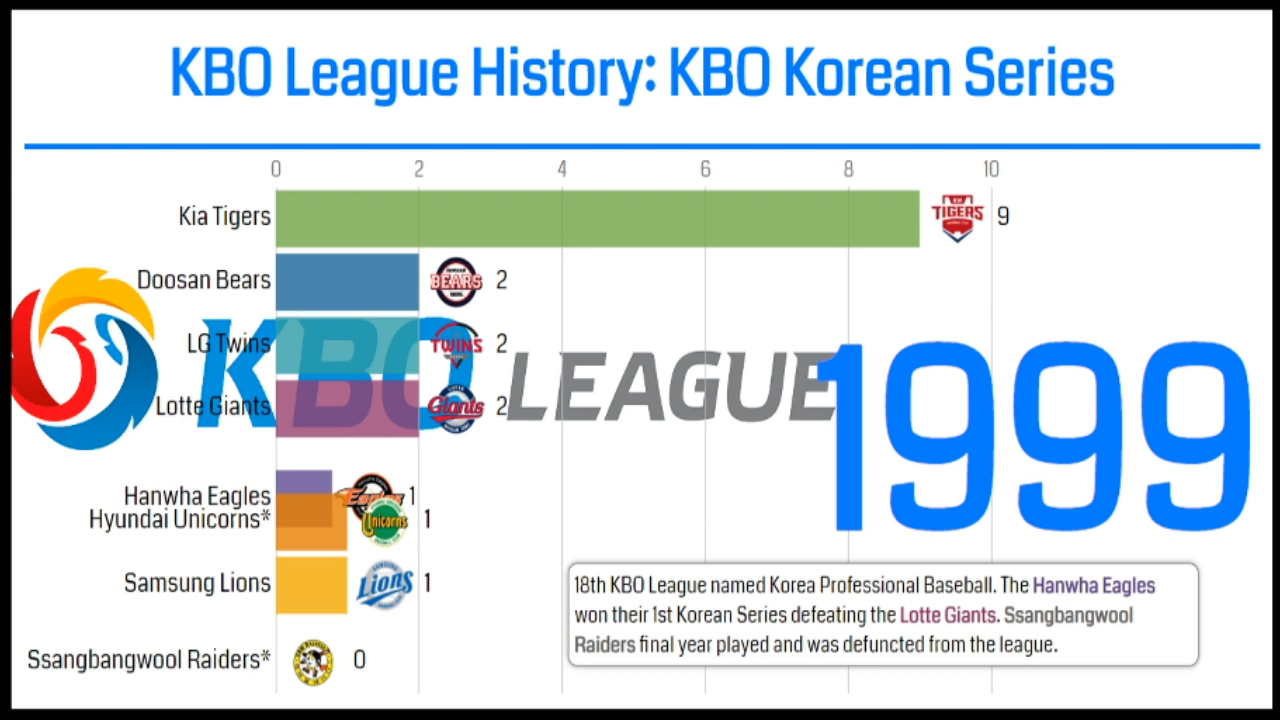 KBO League History: KBO Korean Series
0 2 4 6 8 10
Kia Tigers TIGERS 9
Doosan Bears BEARS 2
LG Twins TWINS 2
Lotte Giants Giants 2
KBO LEAGUE
1999
Hanwha Eagles Eagles 1
Hyundai Unicorns* Unicorns 1
Samsung Lions Lions 1
Ssangbangwool Raiders* 0
18th KBO League named Korea Professional Baseball. The Hanwha Eagles
won their 1st Korean Series defeating the Lotte Giants. Ssangbangwool
Raiders final year played and was defuncted from the league.